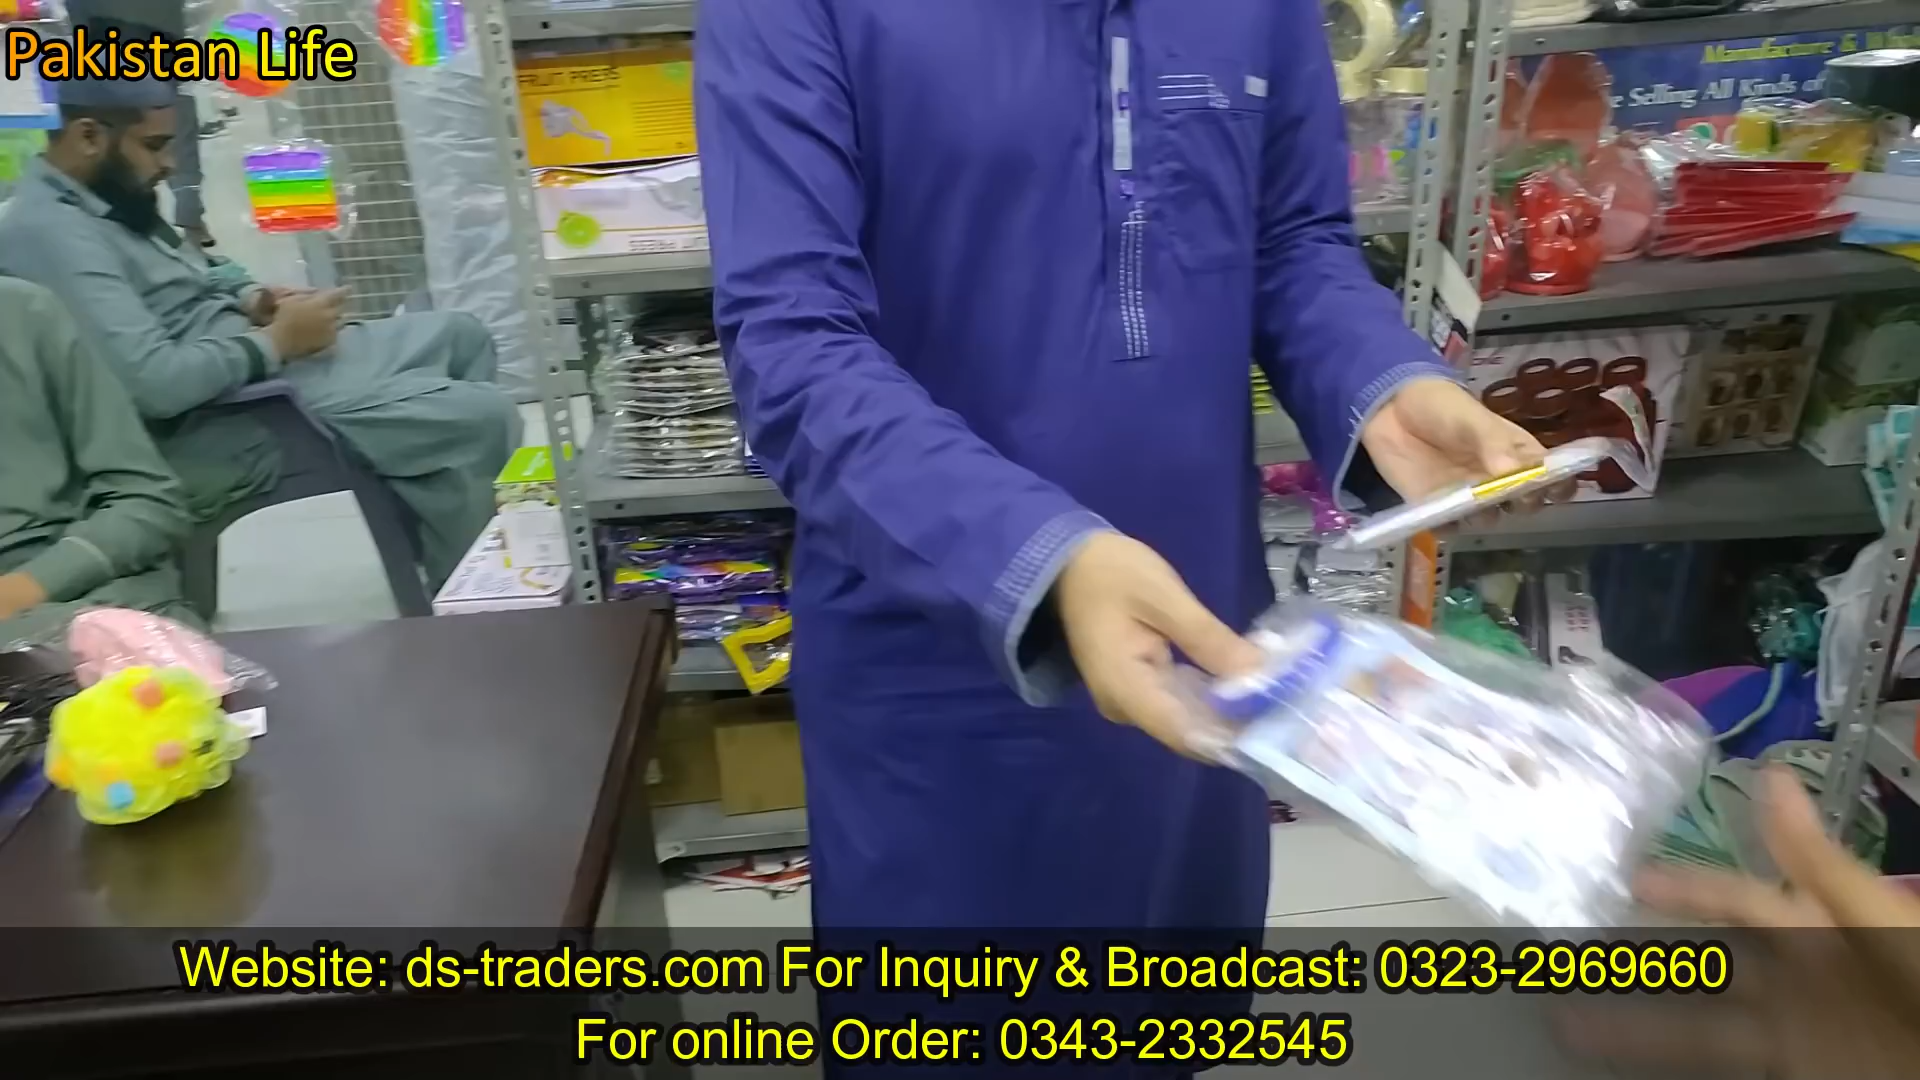 Pakistan Life
FRUIT PRESS
Manufacture &
Selling All Kinds of
Website: ds-traders.com For Inquiry & Broadcast: 0323-2969660
For online Order: 0343-2332545